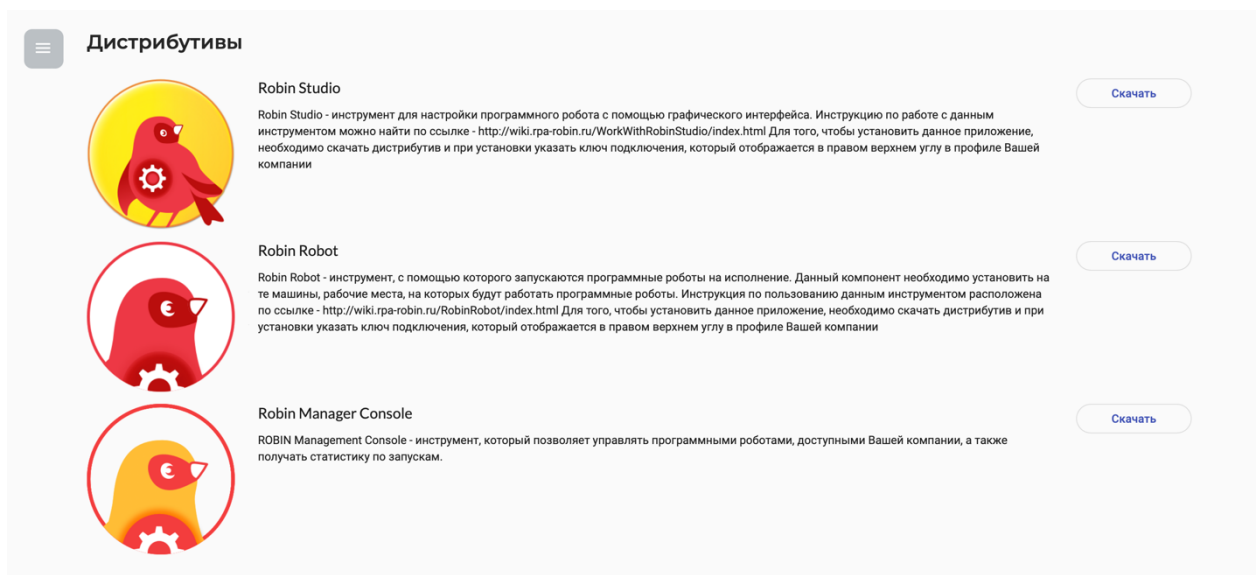 Дистрибутивы
Robin Studio
Скачать
Robin Studio - инструмент для настройки программного робота с помощью графического интерфейса. Инструкцию по работе с данным
инструментом можно найти по ссылке - http://wiki.rpa-robin.ru/WorkWithRobinStudio/index.html Для того, чтобы установить данное приложение,
необходимо скачать дистрибутив и при установки указать ключ подключения, который отображается в правом верхнем углу в профиле Вашей
компании
Robin Robot
Скачать
Robin Robot - инструмент, с помощью которого запускаются программные роботы на исполнение. Данный компонент необходимо установить на
те машины, рабочие места, на которых будут работать программные роботы. Инструкция по пользованию данным инструментом расположена
по ссылке - http://wiki.rpa-robin.ru/RobinRobot/index.html Для того, чтобы установить данное приложение, необходимо скачать дистрибутив и при
установки указать ключ подключения, который отображается в правом верхнем углу в профиле Вашей компании
Robin Manager Console
Скачать
ROBIN Management Console - инструмент, который позволяет управлять программными роботами, доступными Вашей компании, а также
получать статистику по запускам.